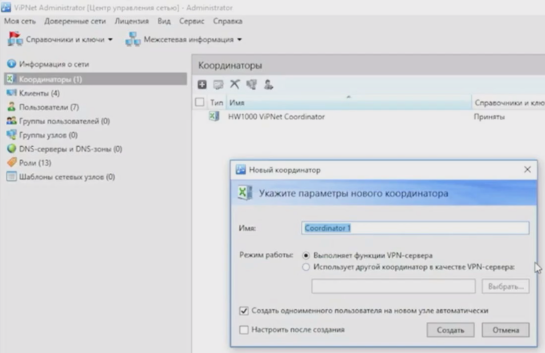 ViPNet Administrator [Центр управления сетью] - Administrator
Моя сеть Доверенные сети Лицензия Вид Сервис Справка
Справочники и ключи Межсетевая информация
Информация о сети
Координаторы (1)
Клиенты (4)
Пользователи (7)
Группы пользователей (0)
Группы узлов (0)
DNS-серверы и DNS-зоны (0)
Роли (13)
Шаблоны сетевых узлов (0)
Координаторы
Тип Имя Справочники и клю
HW1000 ViPNet Coordinator Приняты
Новый координатор
Укажите параметры нового координатора
Имя: Coordinator 1
Режим работы: Выполняет функции VPN-сервера
Использует другой координатор в качестве VPN-сервера:
Выбрать...
Создать одноименного пользователя на новом узле автоматически
Настроить после создания Создать Отмена